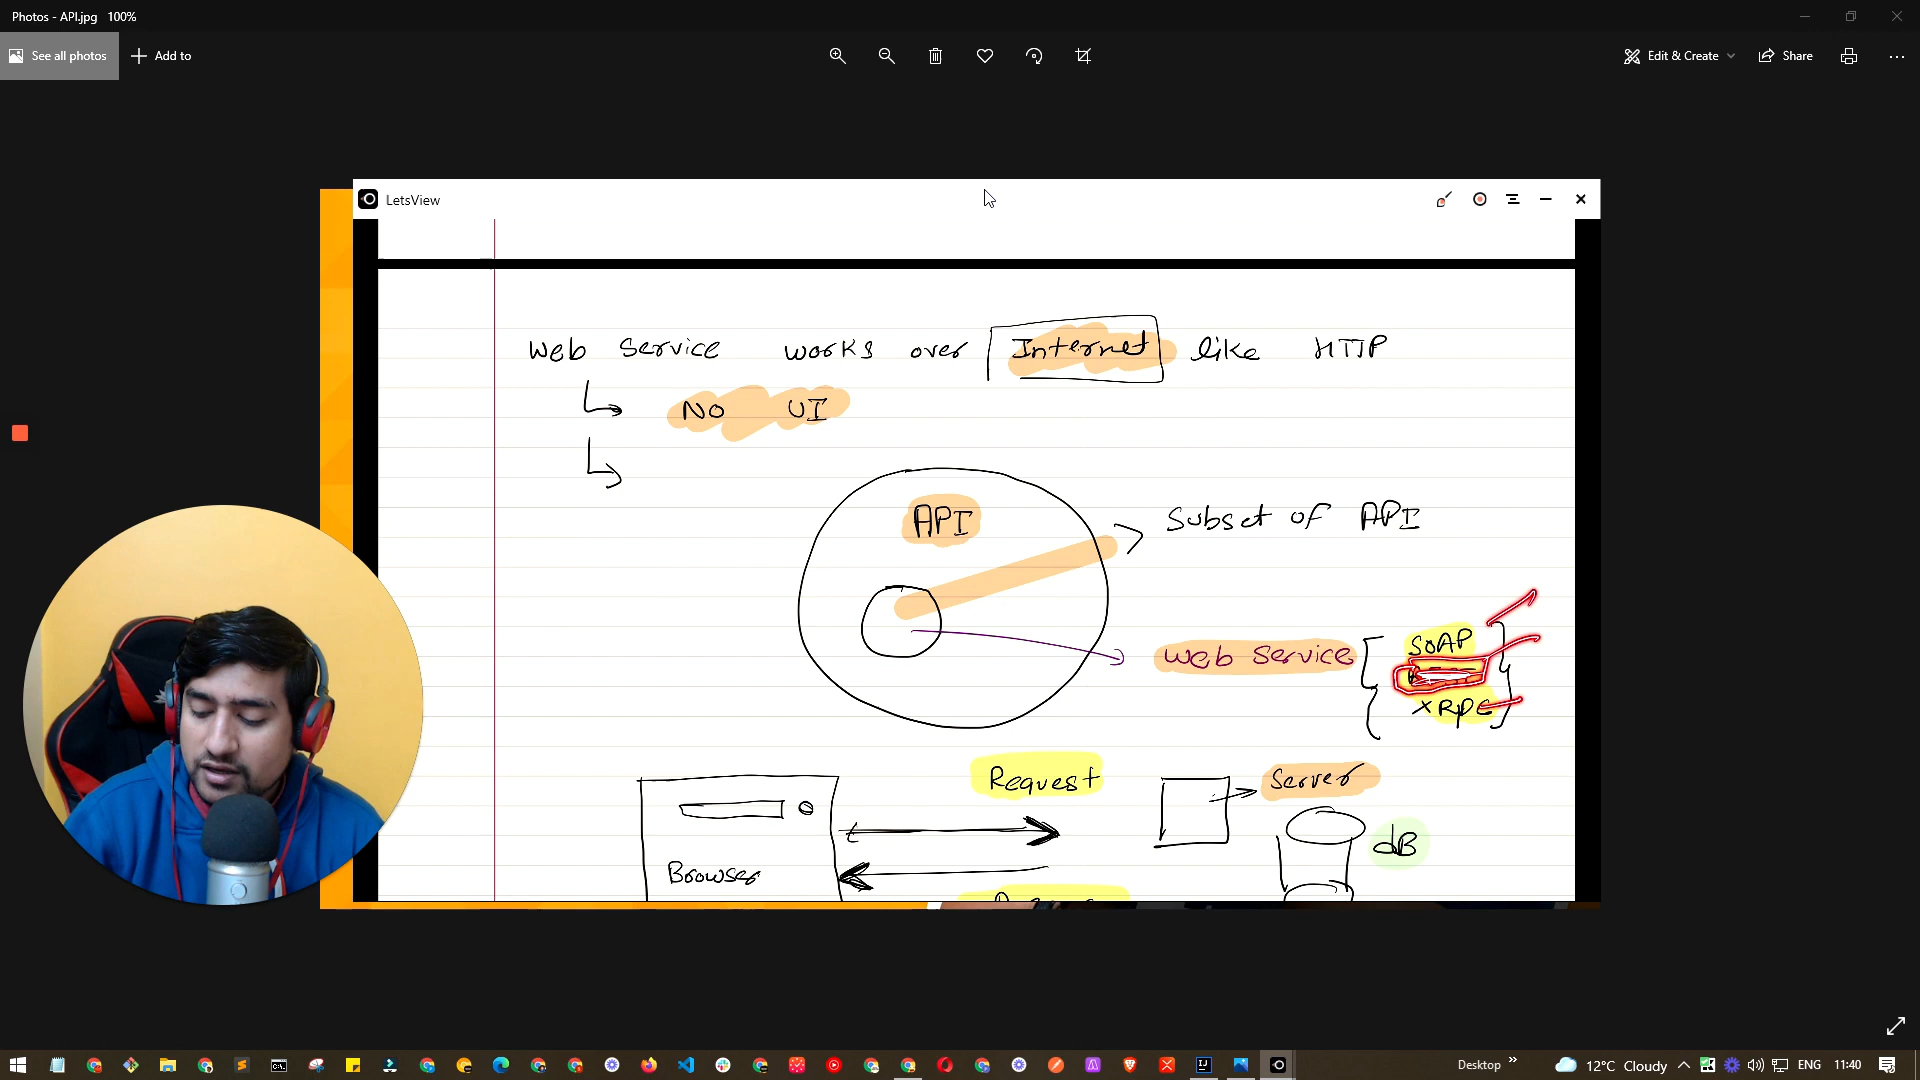 Photos - API.jpg 100%
See all photos
Add to
Edit & Create
Share
LetsView
Web Service works over Internet like HTTP
No UI
API
Subset of API
Web Service
SOAP
XRPC
Request
Server
dB
Browser
Desktop
12°C Cloudy
ENG
11:40